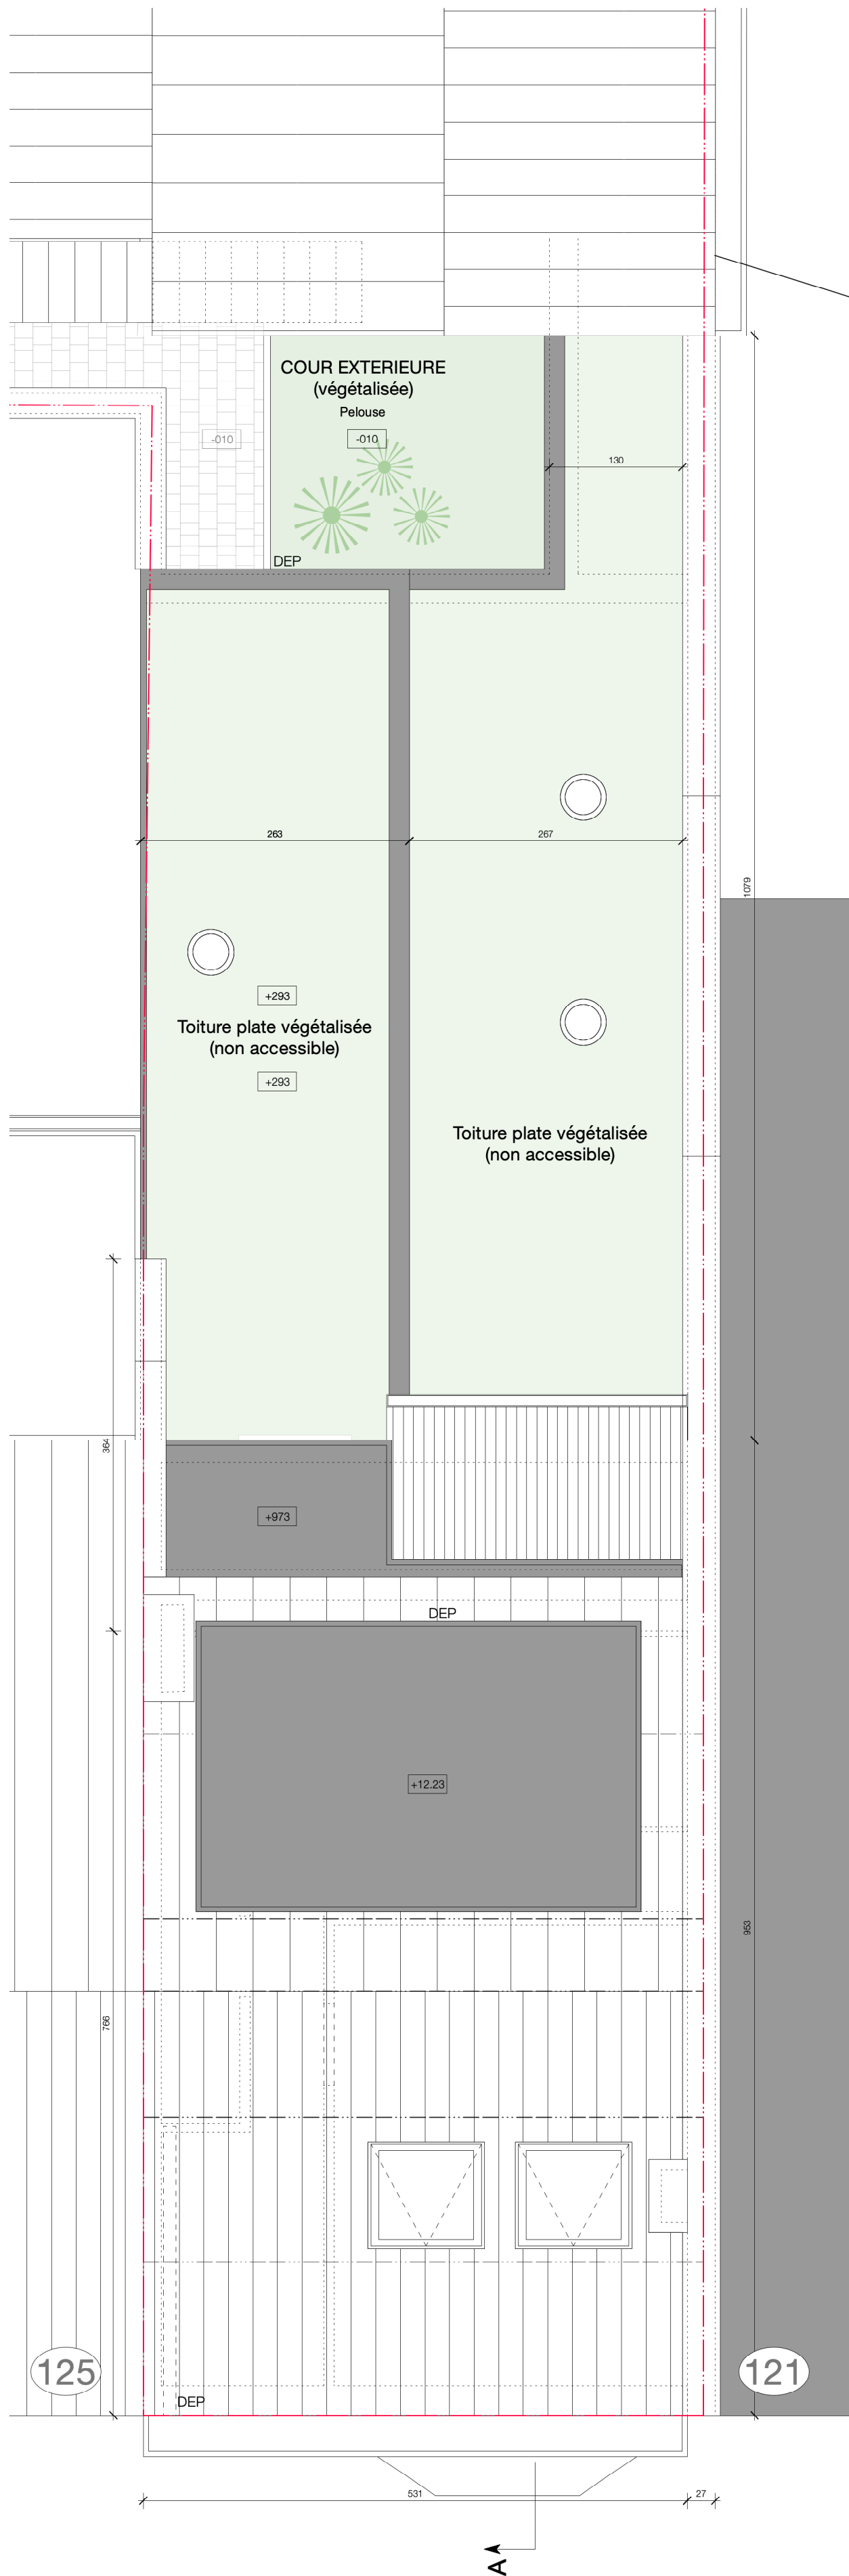 COUR EXTERIEURE
(végétalisée)
Pelouse
-010
-010
130
DEP
263
267
1079
+293
Toiture plate végétalisée
(non accessible)
+293
Toiture plate végétalisée
(non accessible)
364
+973
DEP
+12.23
953
766
125
121
DEP
531
27
A